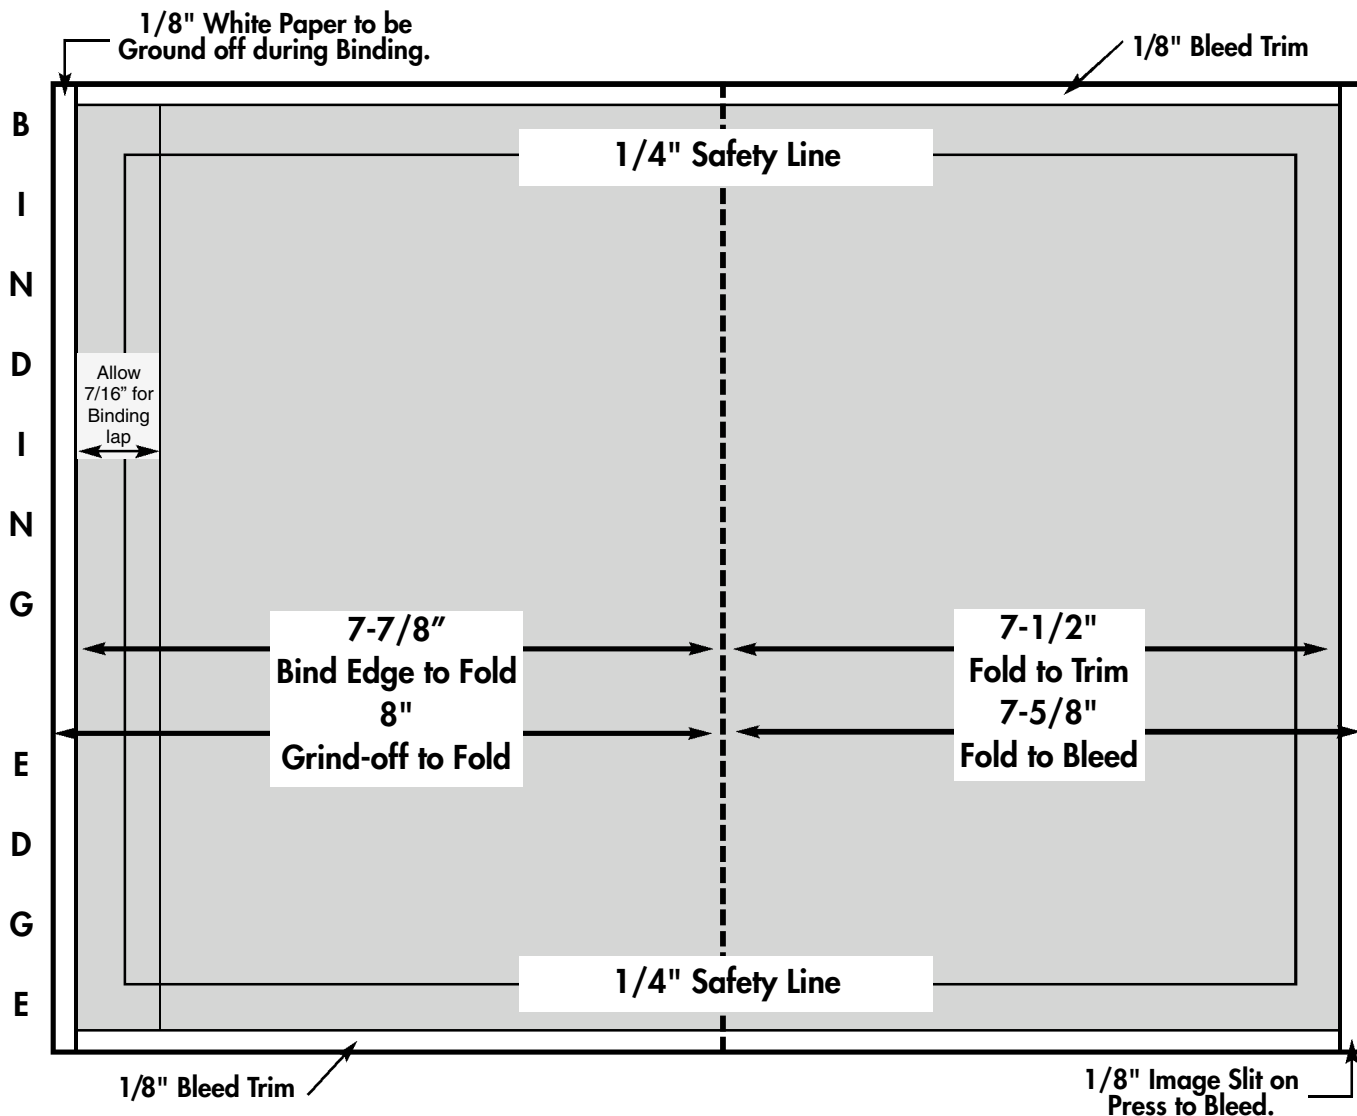 1/8" White Paper to be
Ground off during Binding.
1/8" Bleed Trim
BINDING EDGE
1/4" Safety Line
Allow
7/16” for
Binding
lap
7-7/8”
Bind Edge to Fold
8"
Grind-off to Fold
7-1/2"
Fold to Trim
7-5/8"
Fold to Bleed
1/4" Safety Line
1/8" Bleed Trim
1/8" Image Slit on
Press to Bleed.